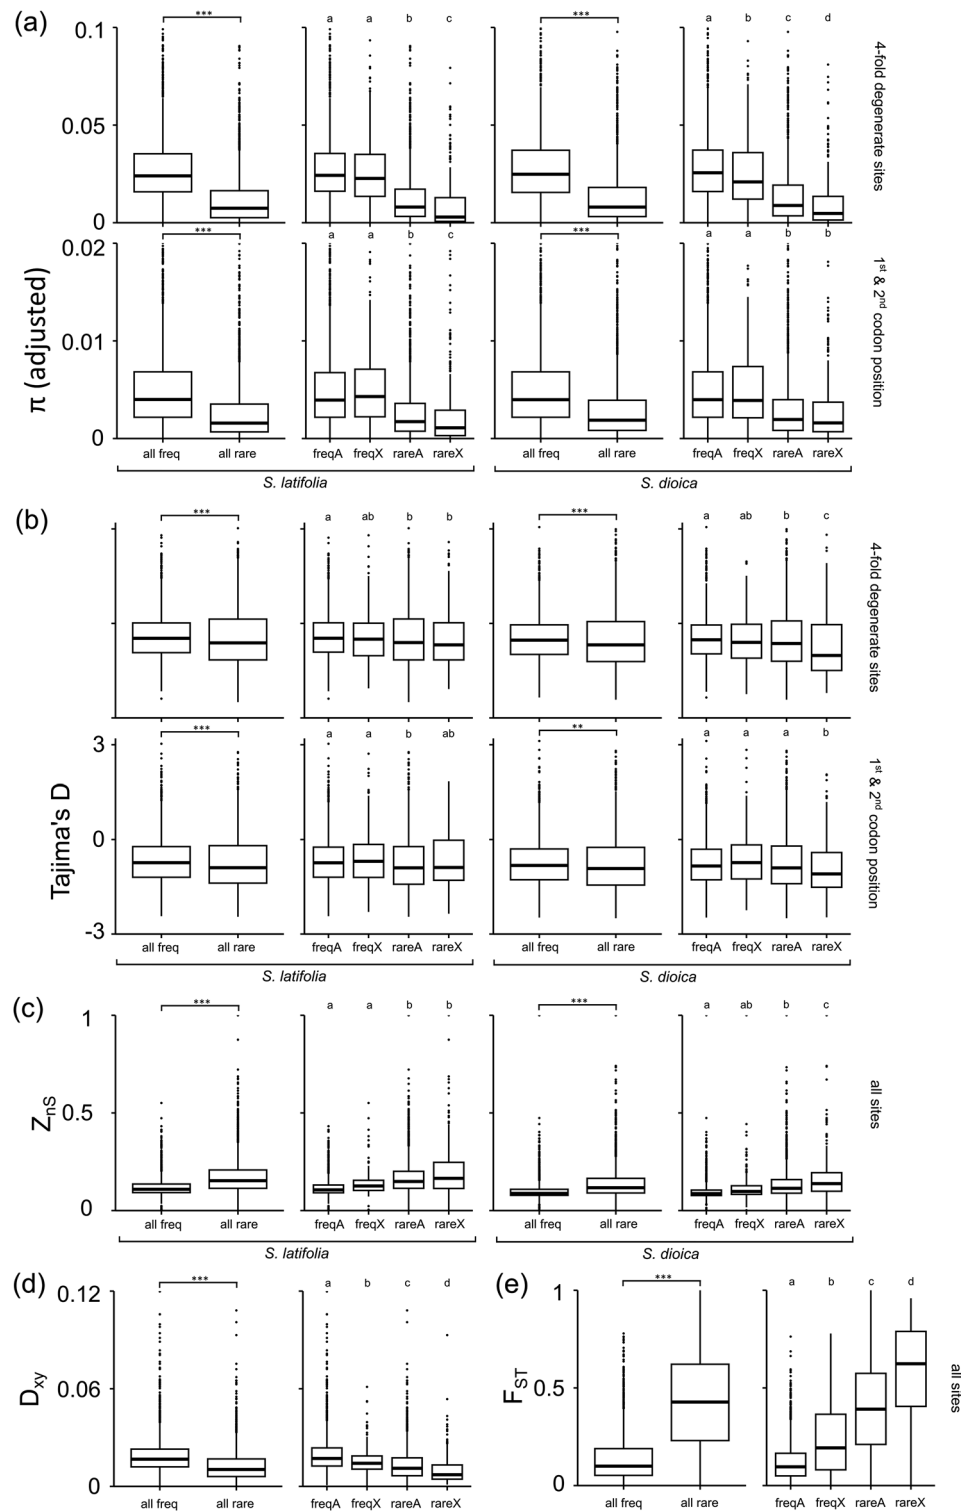 (a)
*** a a b c *** a b c d
0.1
0.05
0
4-fold degenerate sites
*** a a b c *** a a b b
0.02
0.01
0
π (adjusted)
1st & 2nd codon position
all freq all rare freqA freqX rareA rareX all freq all rare freqA freqX rareA rareX
S. latifolia S. dioica
(b)
*** a ab b b *** a ab b c
4-fold degenerate sites
*** a a b ab ** a a a b
3
0
-3
Tajima's D
1st & 2nd codon position
all freq all rare freqA freqX rareA rareX all freq all rare freqA freqX rareA rareX
S. latifolia S. dioica
(c)
*** a a b b *** a ab b c
1
0.5
0
ZnS
all sites
all freq all rare freqA freqX rareA rareX all freq all rare freqA freqX rareA rareX
S. latifolia S. dioica
(d)
*** a b c d
0.12
0.06
0
Dxy
all freq all rare freqA freqX rareA rareX
(e)
*** a b c d
1
0.5
0
FST
all sites
all freq all rare freqA freqX rareA rareX